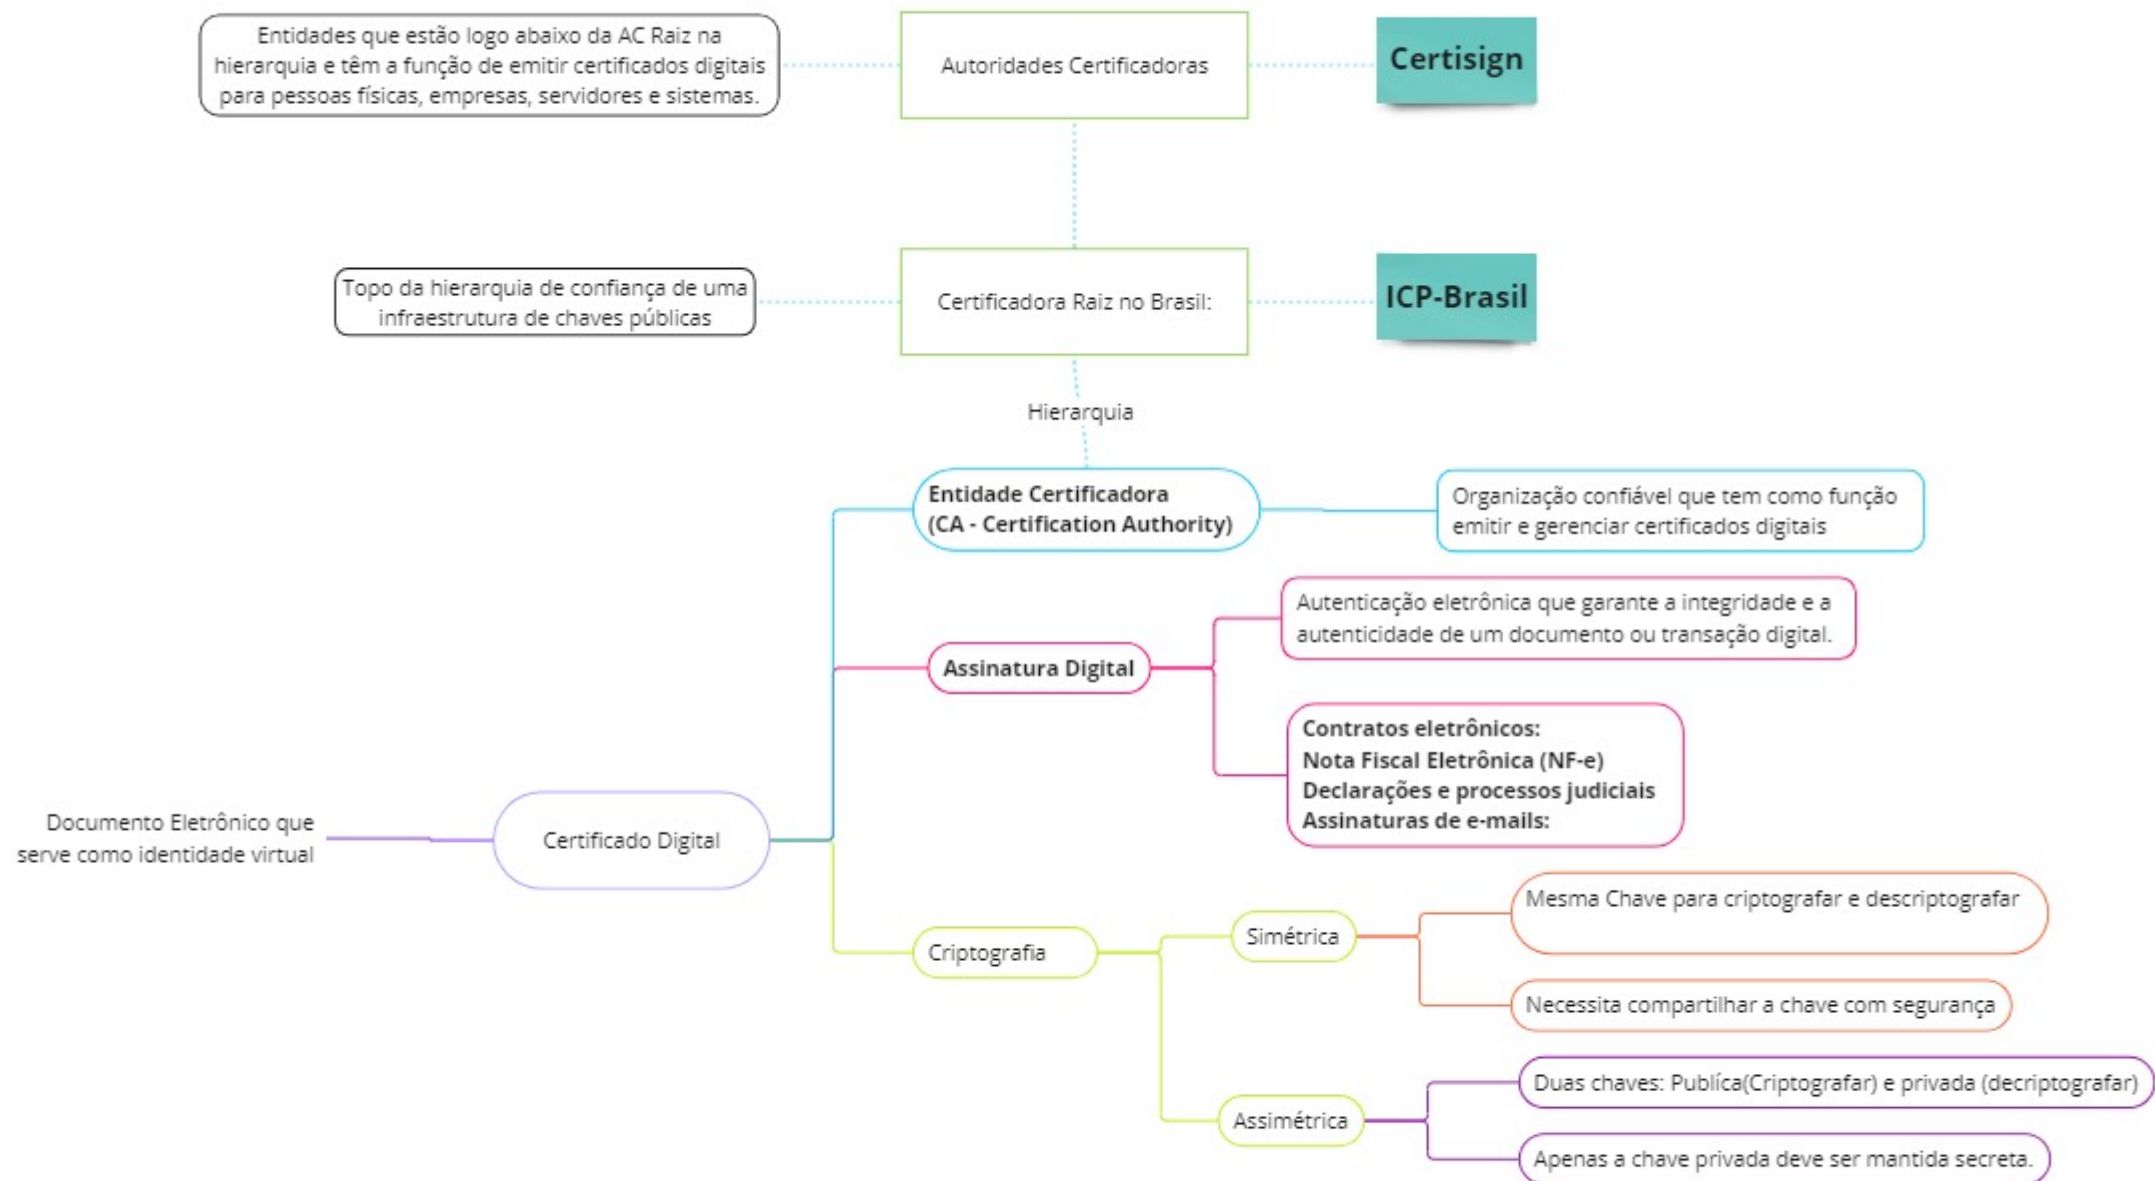 Entidades que estão logo abaixo da AC Raiz na
hierarquia e têm a função de emitir certificados digitais
para pessoas físicas, empresas, servidores e sistemas.
Autoridades Certificadoras
Certisign
Topo da hierarquia de confiança de uma
infraestrutura de chaves públicas
Certificadora Raiz no Brasil:
ICP-Brasil
Hierarquia
Entidade Certificadora
(CA - Certification Authority)
Organização confiável que tem como função
emitir e gerenciar certificados digitais
Assinatura Digital
Autenticação eletrônica que garante a integridade e a
autenticidade de um documento ou transação digital.
Contratos eletrônicos:
Nota Fiscal Eletrônica (NF-e)
Declarações e processos judiciais
Assinaturas de e-mails:
Documento Eletrônico que
serve como identidade virtual
Certificado Digital
Criptografia
Simétrica
Mesma Chave para criptografar e descriptografar
Necessita compartilhar a chave com segurança
Assimétrica
Duas chaves: Publíca(Criptografar) e privada (decriptografar)
Apenas a chave privada deve ser mantida secreta.